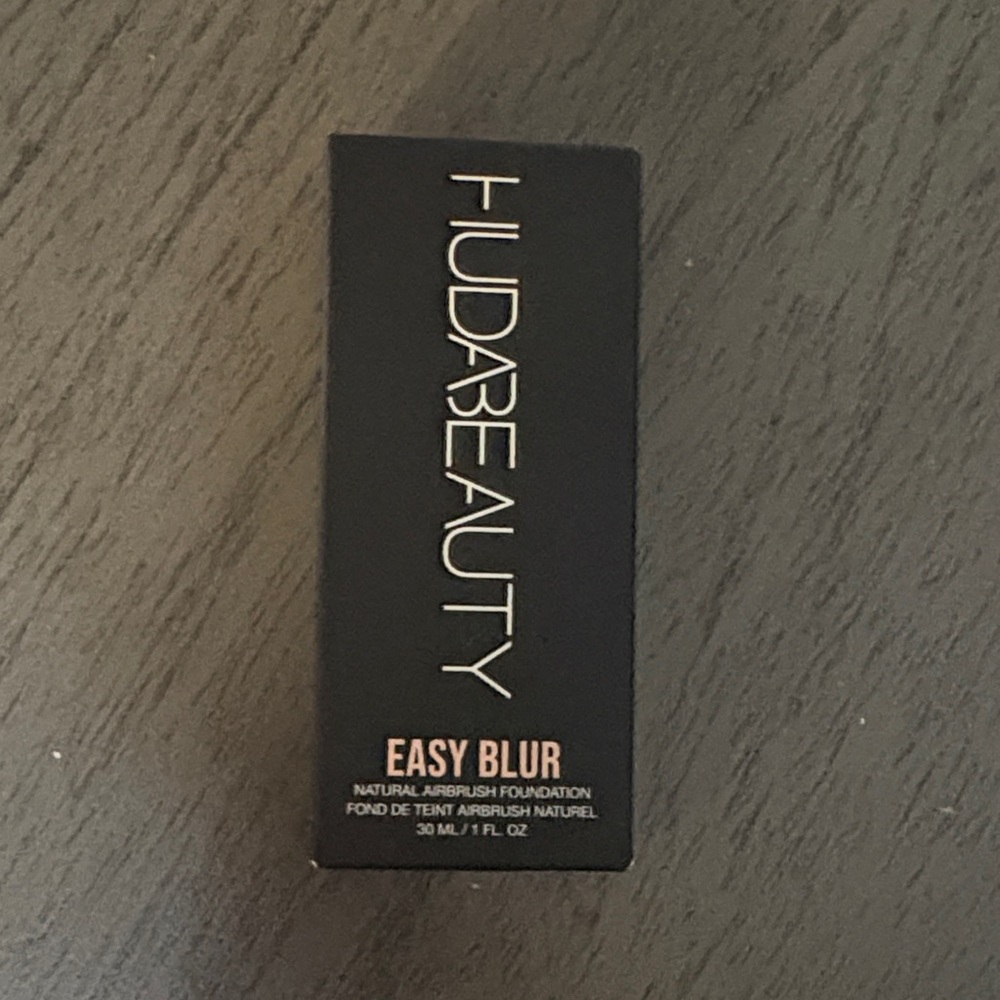 HUDABEAUTY
EASY BLUR
NATURAL AIRBRUSH FOUNDATION
FOND DE TEINT AIRBRUSH NATUREL
30 ML / 1 FL. OZ